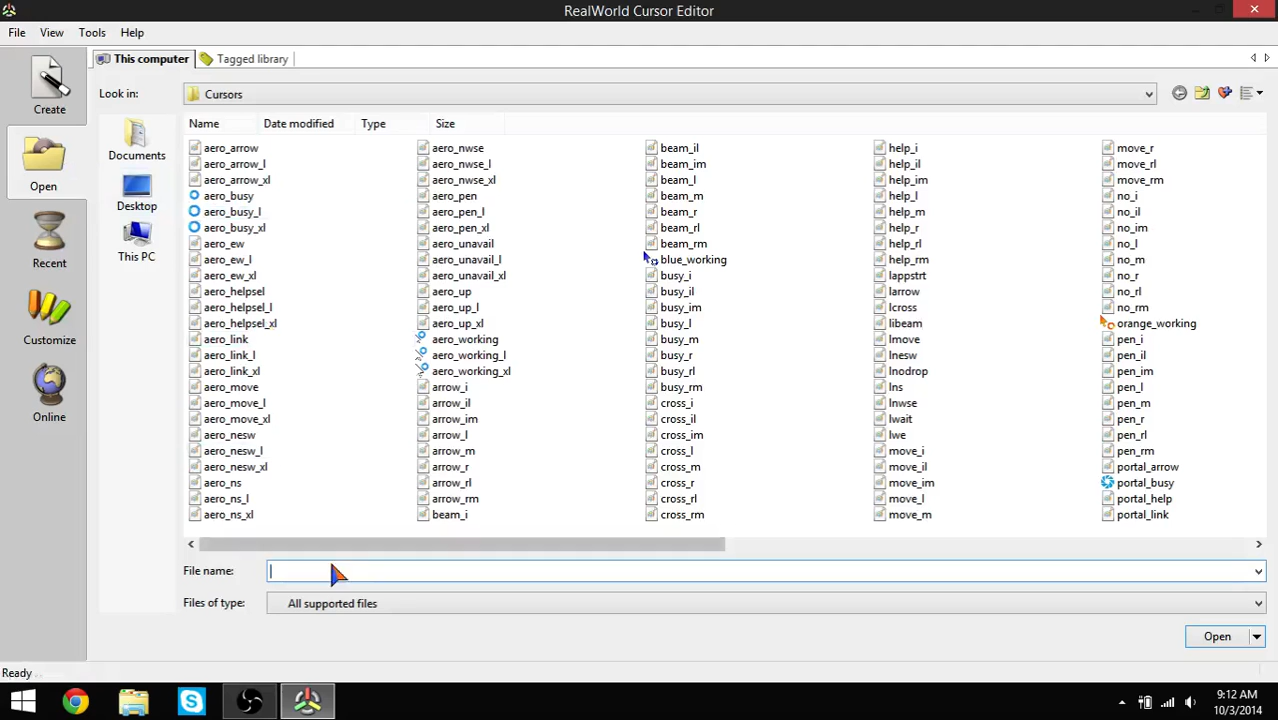 RealWorld Cursor Editor
File View Tools Help
This computer Tagged library
Create
Open
Recent
Customize
Online
Look in: Cursors
Documents
Desktop
This PC
Name Date modified Type Size
aero_arrow
aero_arrow_l
aero_arrow_xl
aero_busy
aero_busy_l
aero_busy_xl
aero_ew
aero_ew_l
aero_ew_xl
aero_helpsel
aero_helpsel_l
aero_helpsel_xl
aero_link
aero_link_l
aero_link_xl
aero_move
aero_move_l
aero_move_xl
aero_nesw
aero_nesw_l
aero_nesw_xl
aero_ns
aero_ns_l
aero_ns_xl
aero_nwse
aero_nwse_l
aero_nwse_xl
aero_pen
aero_pen_l
aero_pen_xl
aero_unavail
aero_unavail_l
aero_unavail_xl
aero_up
aero_up_l
aero_up_xl
aero_working
aero_working_l
aero_working_xl
arrow_i
arrow_il
arrow_im
arrow_l
arrow_m
arrow_r
arrow_rl
arrow_rm
beam_i
beam_il
beam_im
beam_l
beam_m
beam_r
beam_rl
beam_rm
blue_working
busy_i
busy_il
busy_im
busy_l
busy_m
busy_r
busy_rl
busy_rm
cross_i
cross_il
cross_im
cross_l
cross_m
cross_r
cross_rl
cross_rm
help_i
help_il
help_im
help_l
help_m
help_r
help_rl
help_rm
lappstrt
larrow
lcross
libeam
lmove
lnesw
lnodrop
lns
lnwse
lwait
lwe
move_i
move_il
move_im
move_l
move_m
move_r
move_rl
move_rm
no_i
no_il
no_im
no_l
no_m
no_r
no_rl
no_rm
orange_working
pen_i
pen_il
pen_im
pen_l
pen_m
pen_r
pen_rl
pen_rm
portal_arrow
portal_busy
portal_help
portal_link
File name:
Files of type: All supported files
Open
Ready
9:12 AM
10/3/2014